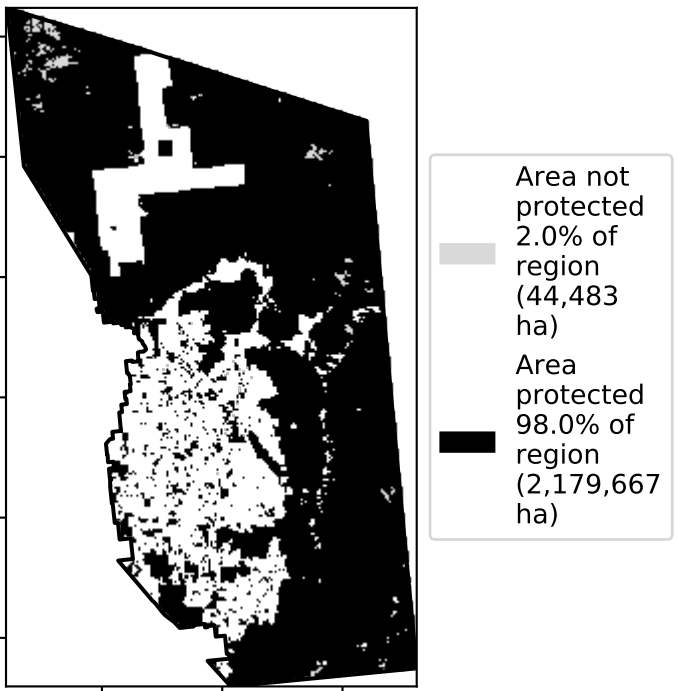 Area not
protected
2.0% of
region
(44,483
ha)
Area
protected
98.0% of
region
(2,179,667
ha)